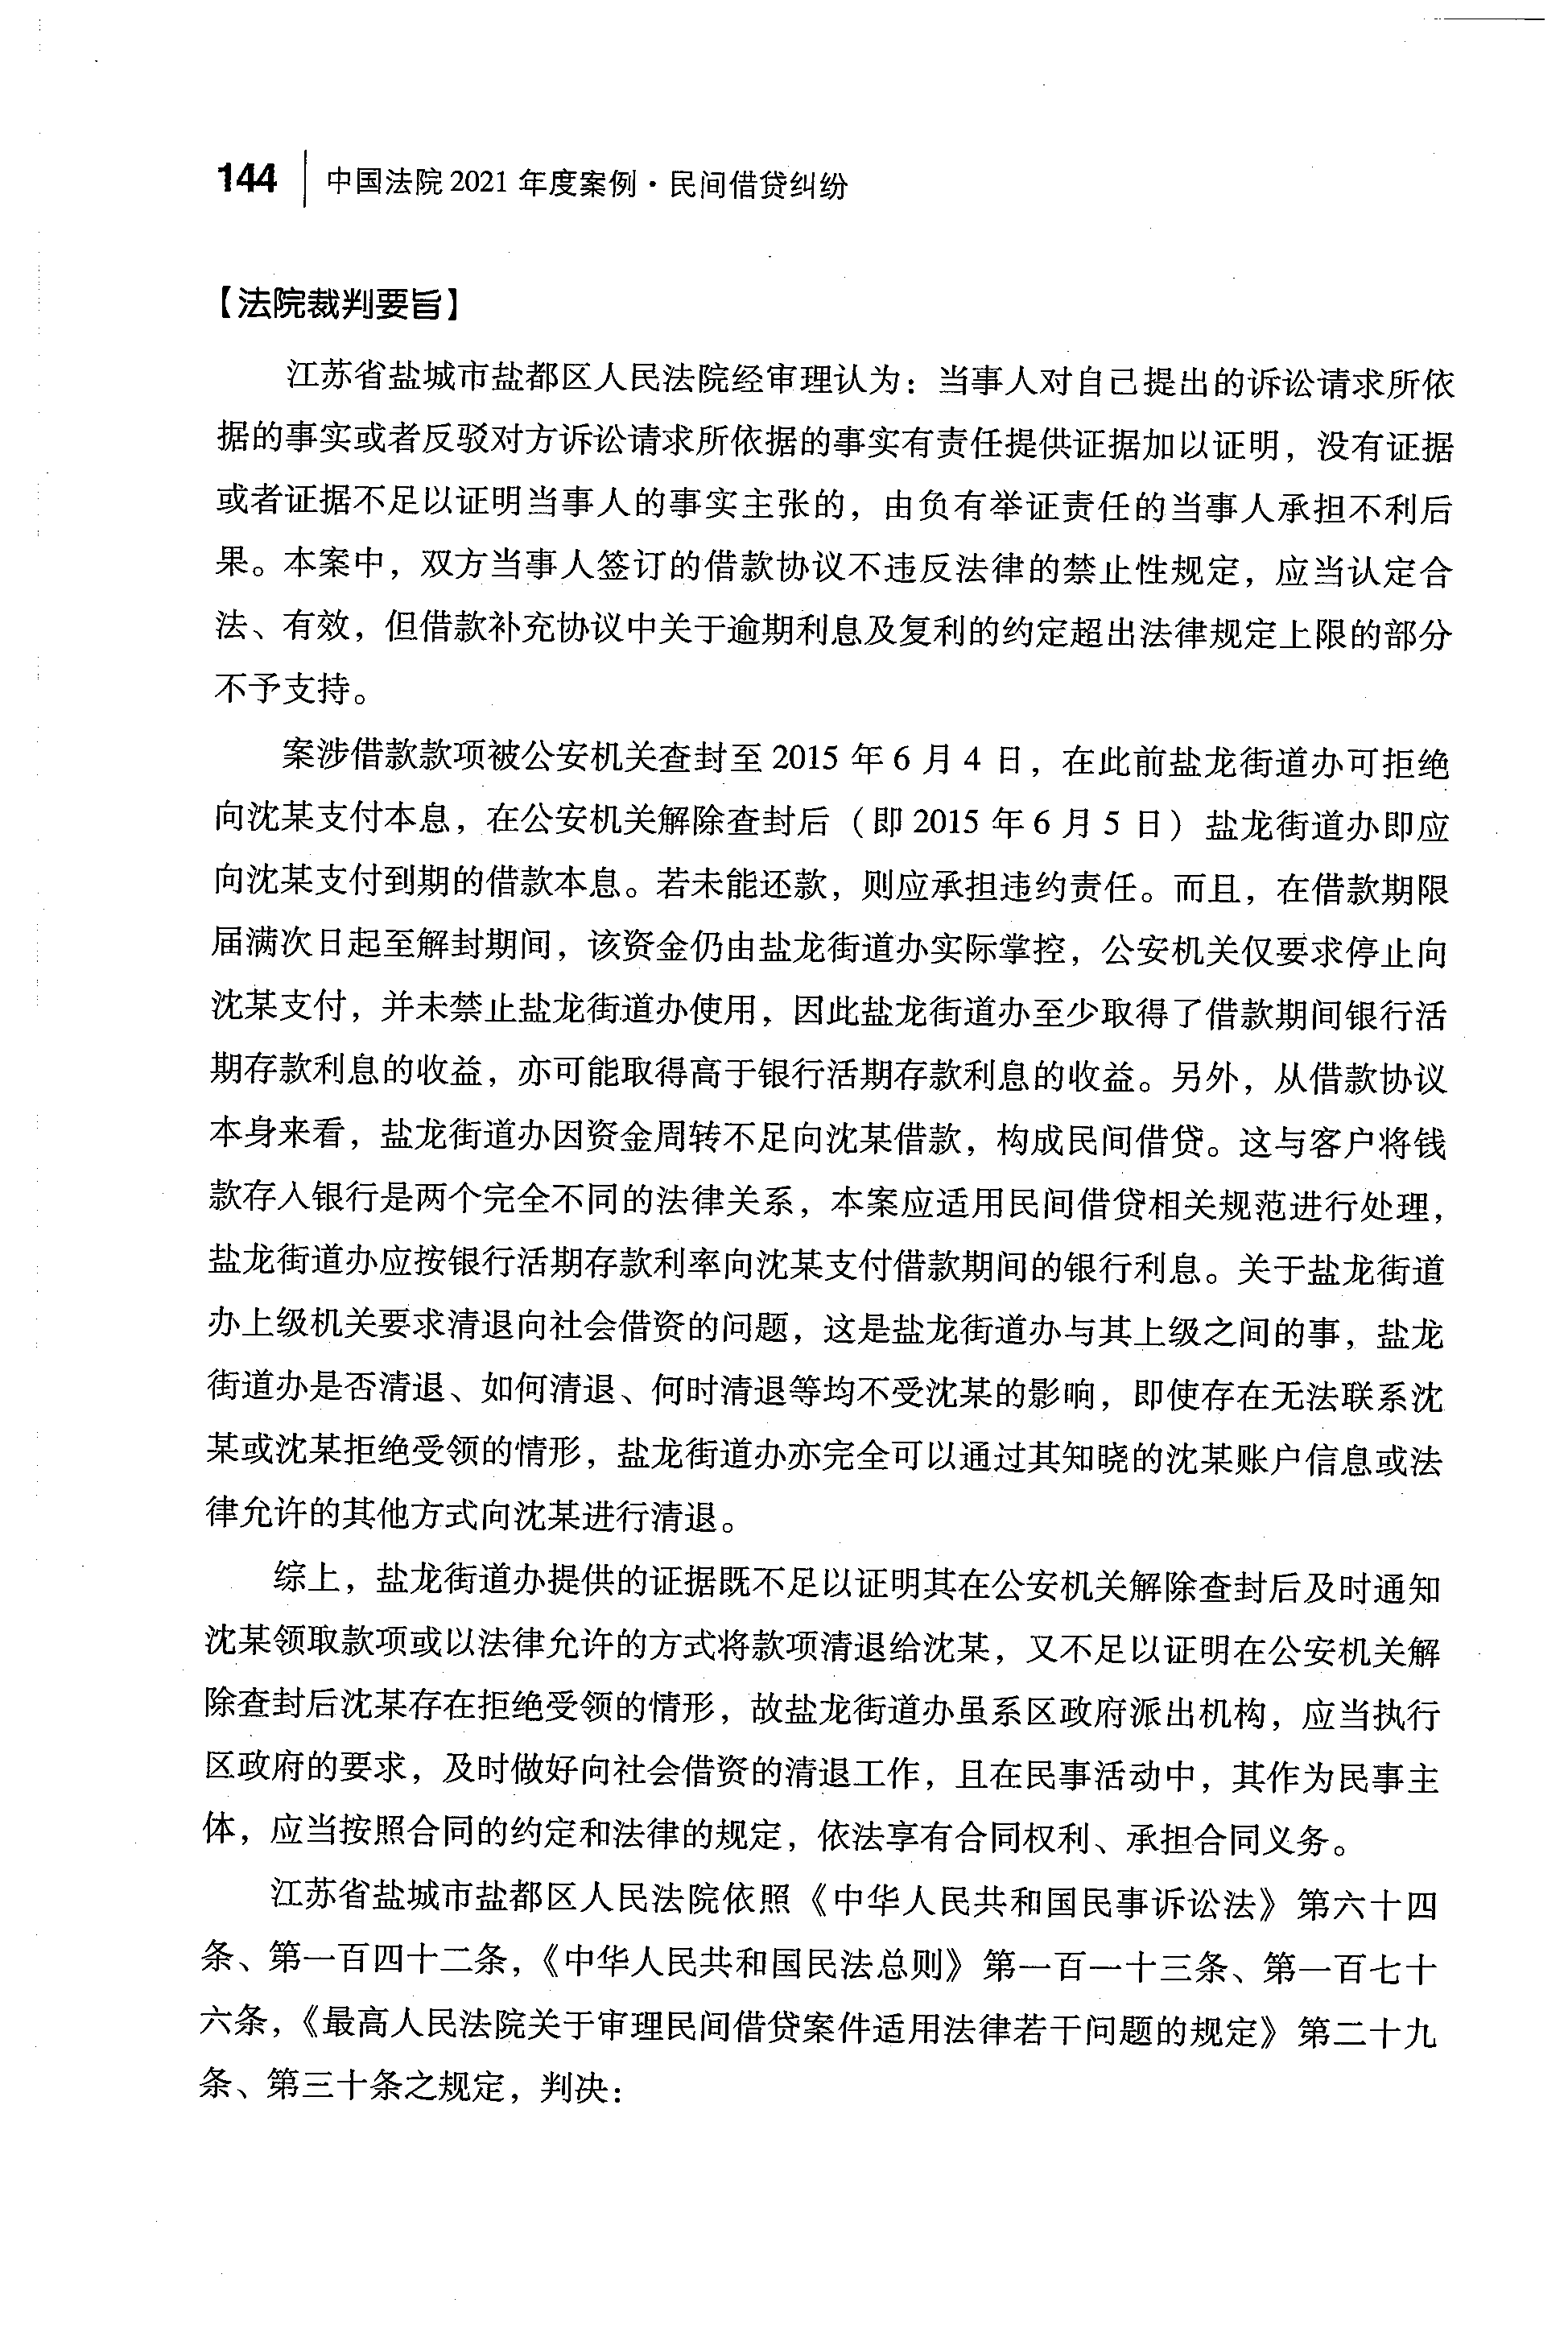 144 中国法院2021年度案例·民间借贷纠纷
【法院裁判要旨】
江苏省盐城市盐都区人民法院经审理认为：当事人对自己提出的诉讼请求所依
据的事实或者反驳对方诉讼请求所依据的事实有责任提供证据加以证明，没有证据
或者证据不足以证明当事人的事实主张的，由负有举证责任的当事人承担不利后
果。本案中，双方当事人签订的借款协议不违反法律的禁止性规定，应当认定合
法、有效，但借款补充协议中关于逾期利息及复利的约定超出法律规定上限的部分
不予支持。
案涉借款款项被公安机关查封至2015年6月4日，在此前盐龙街道办可拒绝
向沈某支付本息，在公安机关解除查封后（即2015年6月5日）盐龙街道办即应
向沈某支付到期的借款本息。若未能还款，则应承担违约责任。而且，在借款期限
届满次日起至解封期间，该资金仍由盐龙街道办实际掌控，公安机关仅要求停止向
沈某支付，并未禁止盐龙街道办使用，因此盐龙街道办至少取得了借款期间银行活
期存款利息的收益，亦可能取得高于银行活期存款利息的收益。另外，从借款协议
本身来看，盐龙街道办因资金周转不足向沈某借款，构成民间借贷。这与客户将钱
款存入银行是两个完全不同的法律关系，本案应适用民间借贷相关规范进行处理，
盐龙街道办应按银行活期存款利率向沈某支付借款期间的银行利息。关于盐龙街道
办上级机关要求清退向社会借资的问题，这是盐龙街道办与其上级之间的事，盐龙
街道办是否清退、如何清退、何时清退等均不受沈某的影响，即使存在无法联系沈
某或沈某拒绝受领的情形，盐龙街道办亦完全可以通过其知晓的沈某账户信息或法
律允许的其他方式向沈某进行清退。
综上，盐龙街道办提供的证据既不足以证明其在公安机关解除查封后及时通知
沈某领取款项或以法律允许的方式将款项清退给沈某，又不足以证明在公安机关解
除查封后沈某存在拒绝受领的情形，故盐龙街道办虽系区政府派出机构，应当执行
区政府的要求，及时做好向社会借资的清退工作，且在民事活动中，其作为民事主
体，应当按照合同的约定和法律的规定，依法享有合同权利、承担合同义务。
江苏省盐城市盐都区人民法院依照《中华人民共和国民事诉讼法》第六十四
条、第一百四十二条，《中华人民共和国民法总则》第一百一十三条、第一百七十
六条，《最高人民法院关于审理民间借贷案件适用法律若干问题的规定》第二十九
条、第三十条之规定，判决：